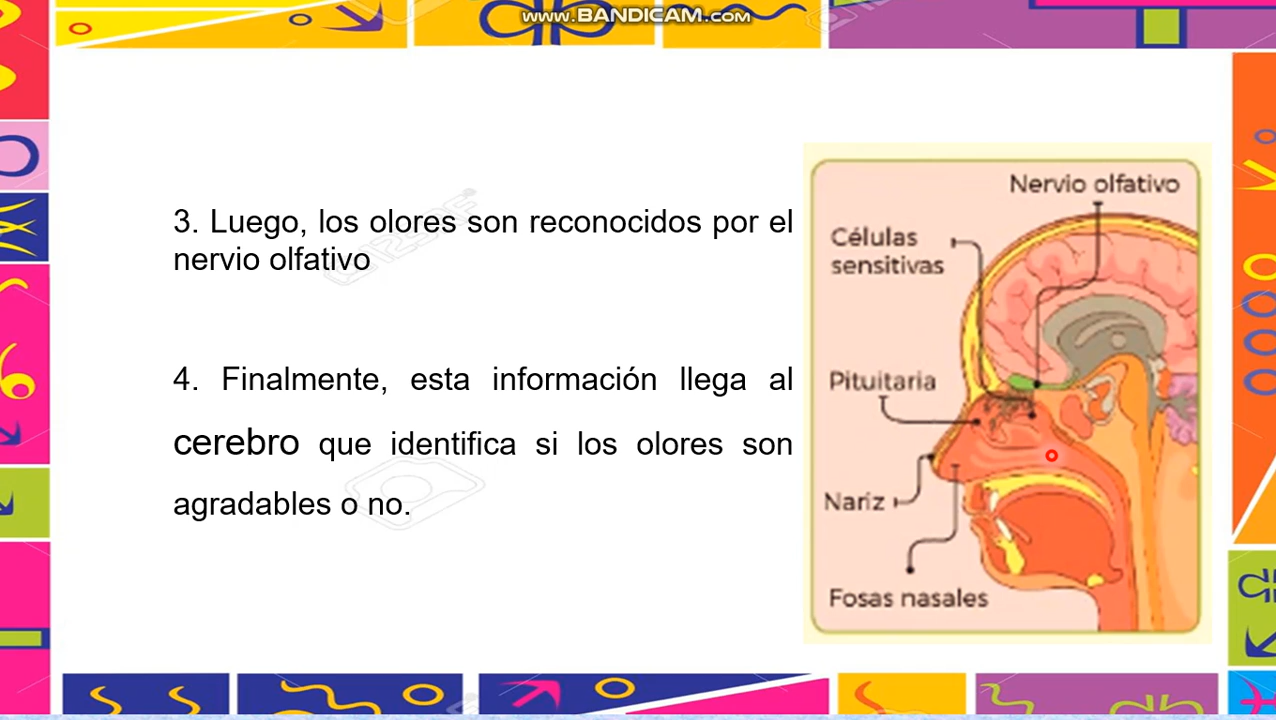 www.BANDICAM.com
3. Luego, los olores son reconocidos por el
nervio olfativo
4. Finalmente, esta información llega al
cerebro que identifica si los olores son
agradables o no.
Nervio olfativo
Células
sensitivas
Pituitaria
Nariz
Fosas nasales